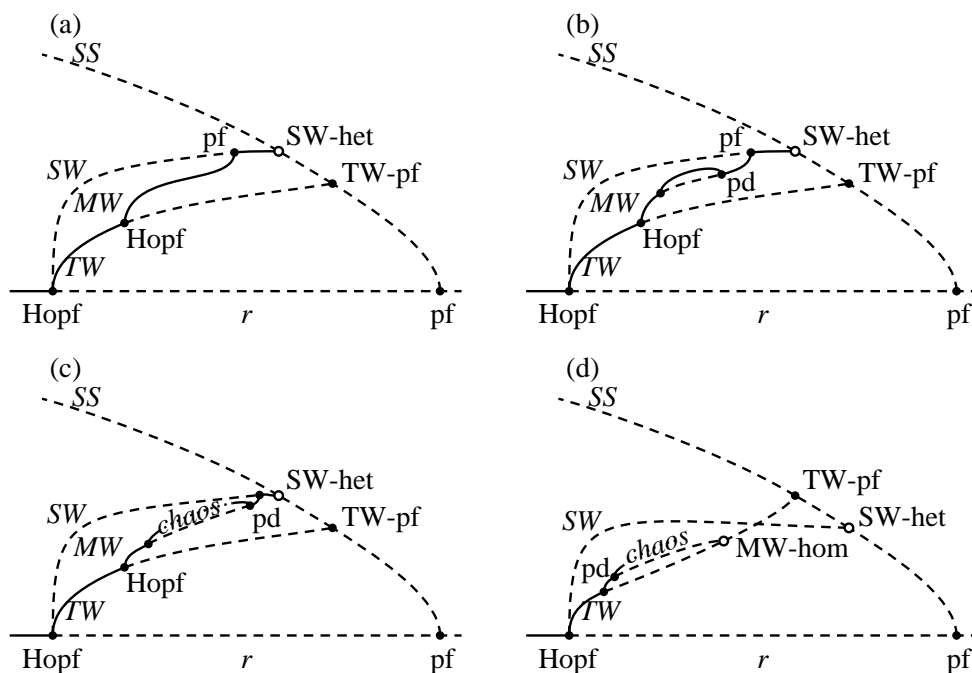 (a)
SS
pf
SW-het
SW
TW-pf
MW
Hopf
TW
Hopf
r
pf
(b)
SS
pf
SW-het
SW
TW-pf
pd
MW
Hopf
TW
Hopf
r
pf
(c)
SS
SW-het
chaos
SW
pd
TW-pf
MW
Hopf
TW
Hopf
r
pf
(d)
SS
TW-pf
SW
SW-het
chaos
MW-hom
pd
TW
Hopf
r
pf